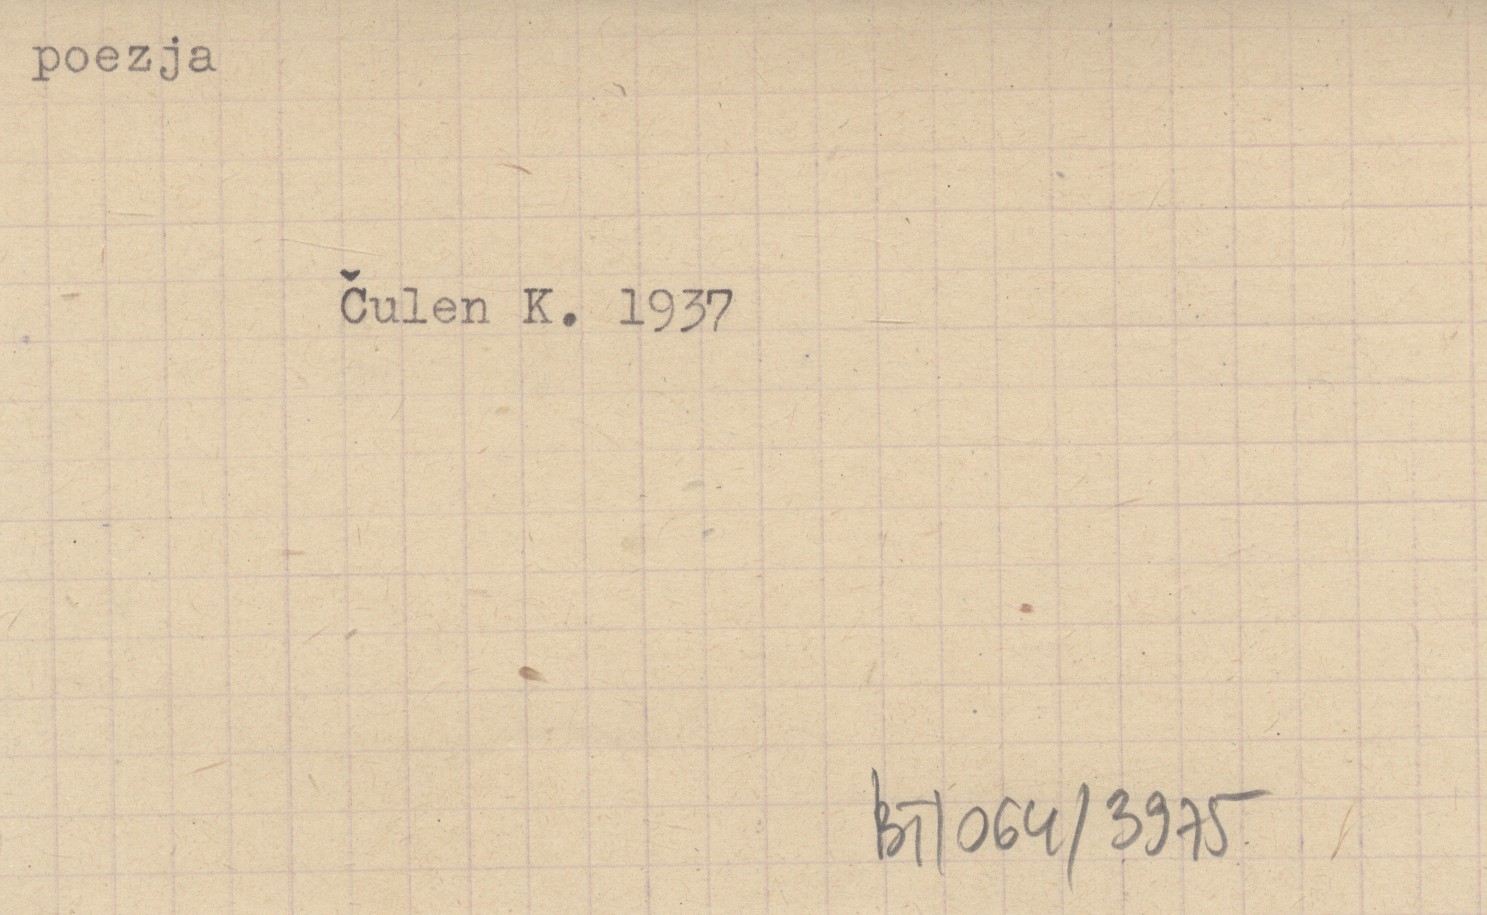 poezja
Čulen K. 1937
BT/064/3975